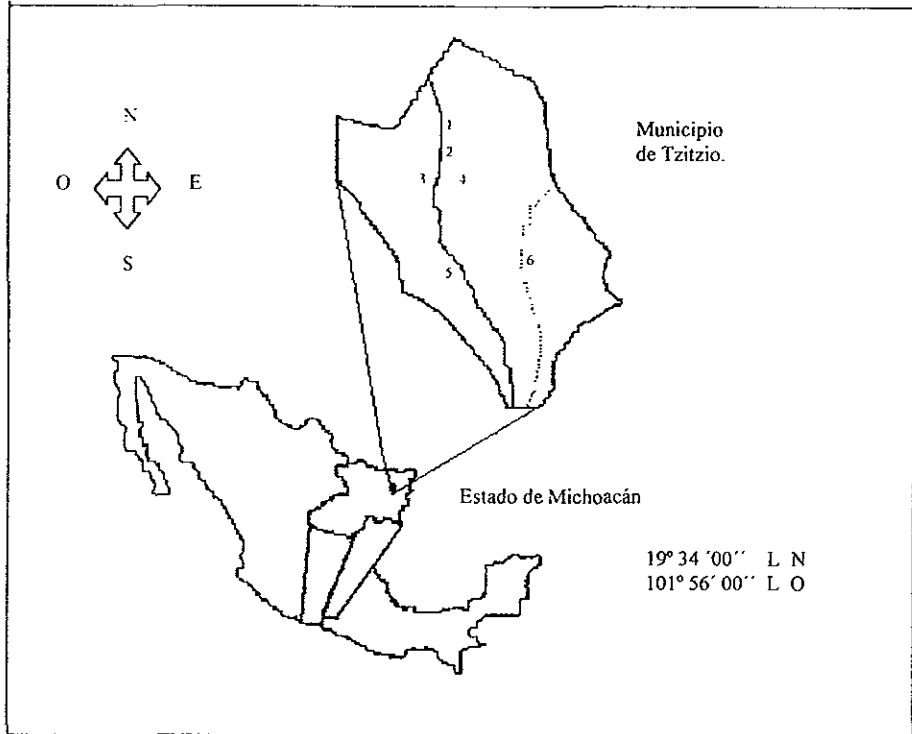 N
O E
S
Municipio
de Tzitzio.
1
2
3 4
5
6
Estado de Michoacán
19° 34 ´00´´ L N
101° 56´ 00´´ L O